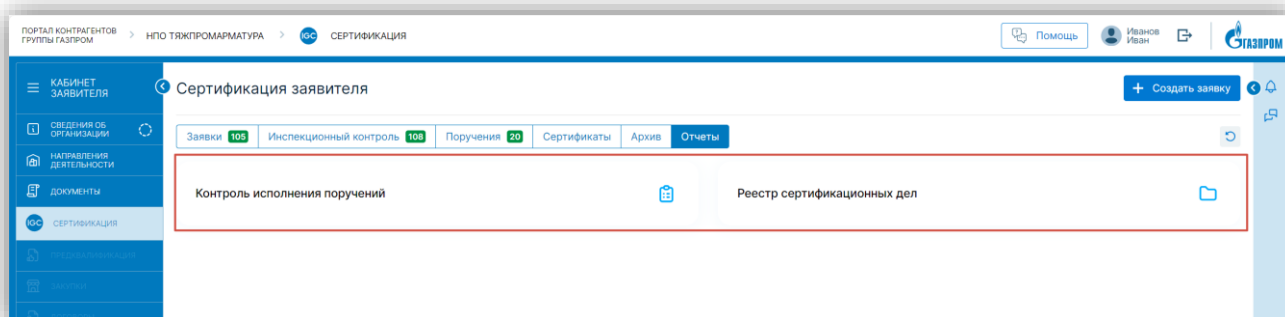 ПОРТАЛ КОНТРАГЕНТОВ
ГРУППЫ ГАЗПРОМ
НПО ТЯЖПРОМАРМАТУРА
IGC СЕРТИФИКАЦИЯ
Помощь
Иванов
Иван
ГАЗПРОМ
КАБИНЕТ
ЗАЯВИТЕЛЯ
Сертификация заявителя
+ Создать заявку
СВЕДЕНИЯ ОБ
ОРГАНИЗАЦИИ
Заявки 105 Инспекционный контроль 108 Поручения 20 Сертификаты Архив Отчеты
НАПРАВЛЕНИЯ
ДЕЯТЕЛЬНОСТИ
ДОКУМЕНТЫ
Контроль исполнения поручений
Реестр сертификационных дел
IGC СЕРТИФИКАЦИЯ
ПРЕДКВАЛИФИКАЦИЯ
ЗАКУПКИ